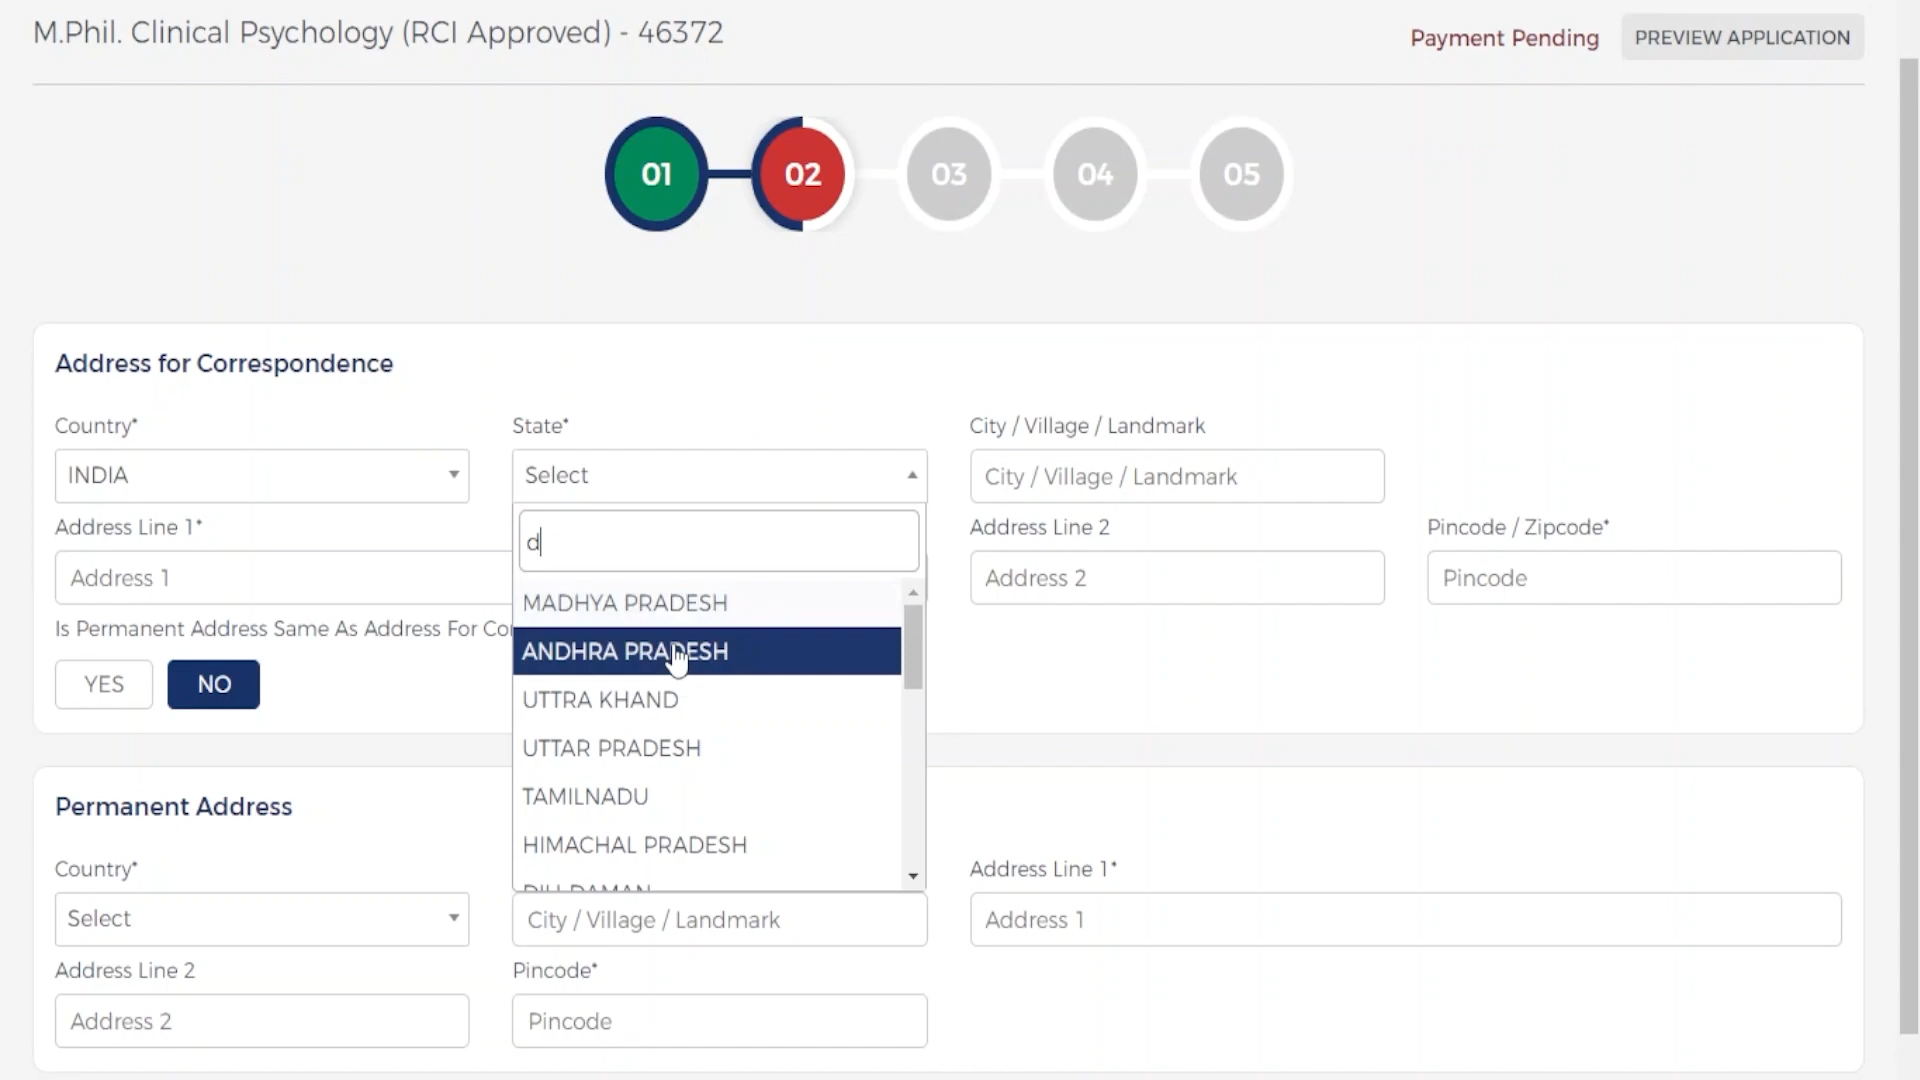 M.Phil. Clinical Psychology (RCI Approved) - 46372
Payment Pending
PREVIEW APPLICATION
01
02
03
04
05
Address for Correspondence
Country*
State*
City / Village / Landmark
INDIA
Select
City / Village / Landmark
Address Line 1*
d
Address Line 2
Pincode / Zipcode*
Address 1
Address 2
Pincode
MADHYA PRADESH
Is Permanent Address Same As Address For
ANDHRA PRADESH
YES
NO
UTTRA KHAND
UTTAR PRADESH
TAMILNADU
HIMACHAL PRADESH
DIU DAMAN
Permanent Address
Country*
Address Line 1*
Select
City / Village / Landmark
Address 1
Address Line 2
Pincode*
Address 2
Pincode